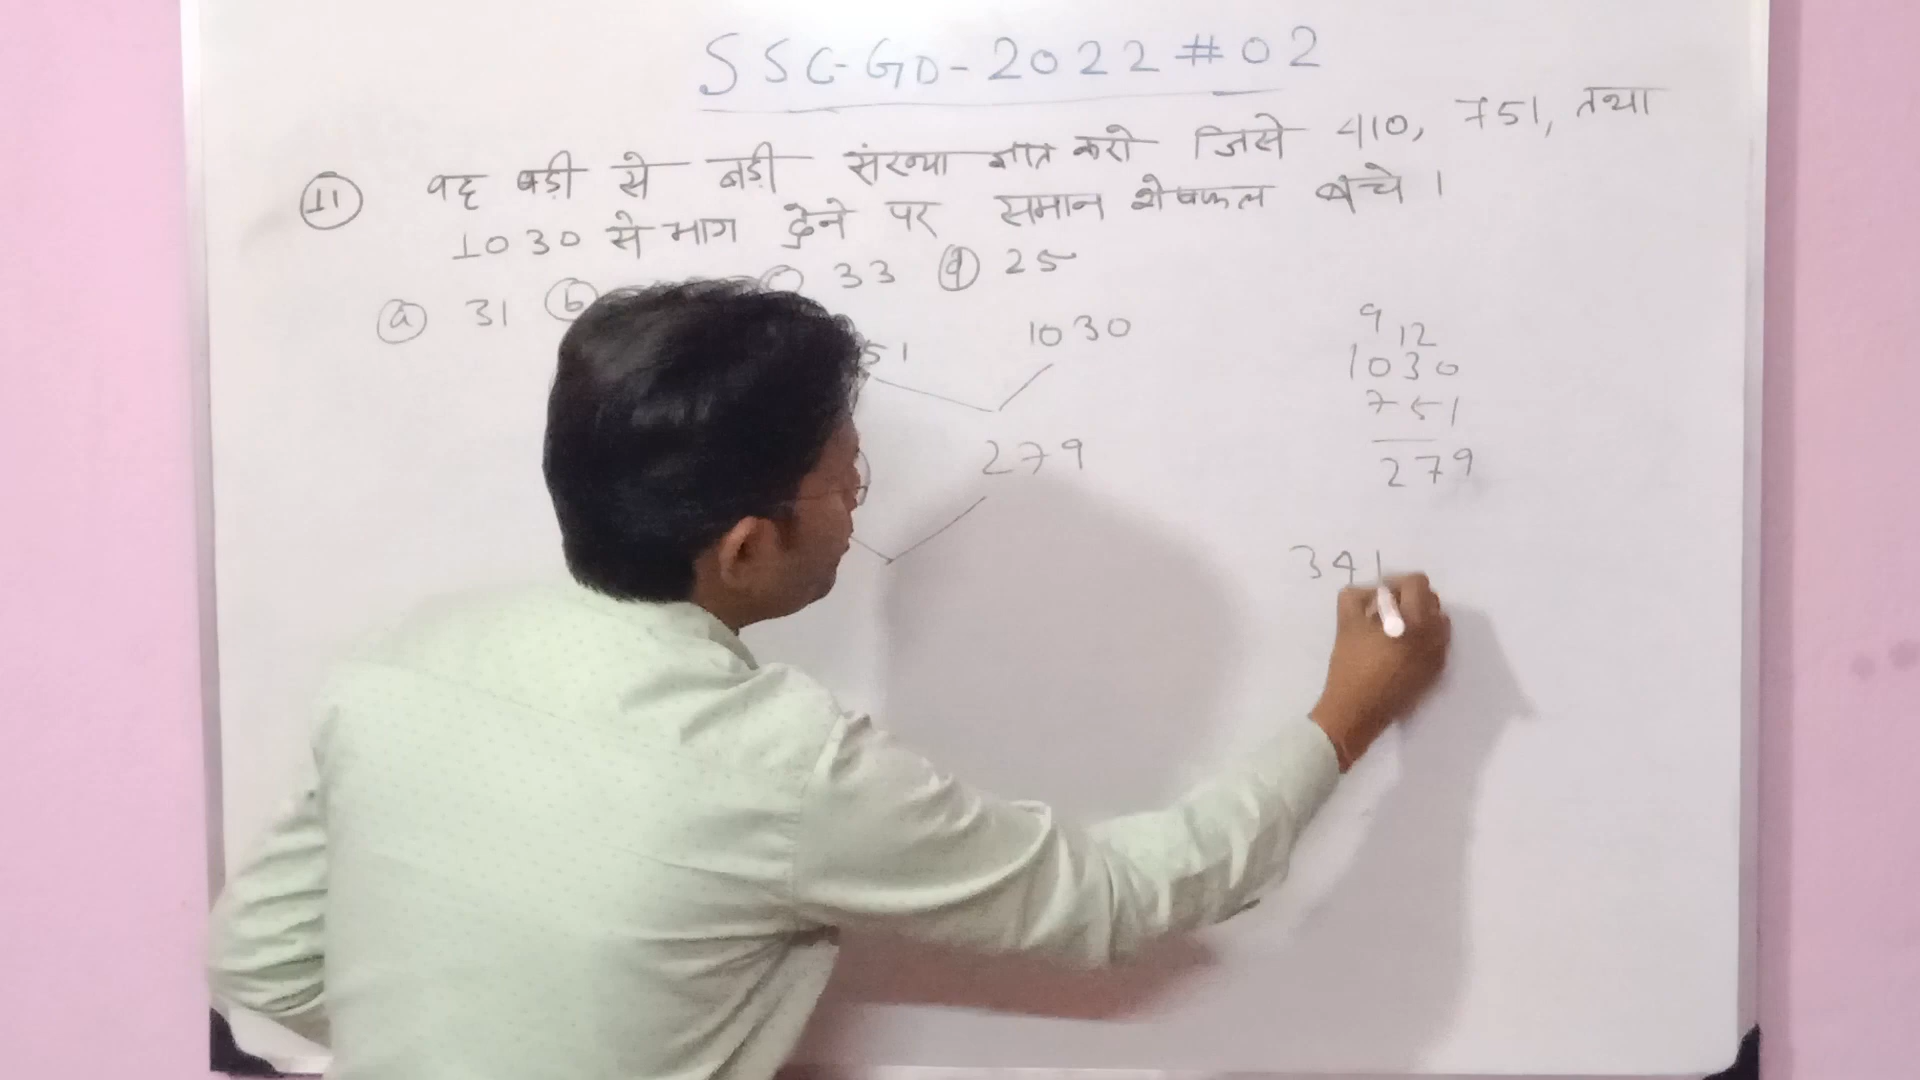 SSC-GD-2022#02
11 वह बड़ी से बड़ी संख्या ज्ञात करो जिसे 410, 751, तथा
1030 से भाग देने पर समान शेषफल बचे ।
a 31 b c 33 d 25
51 1030
279
9 12
1030
751
279
341